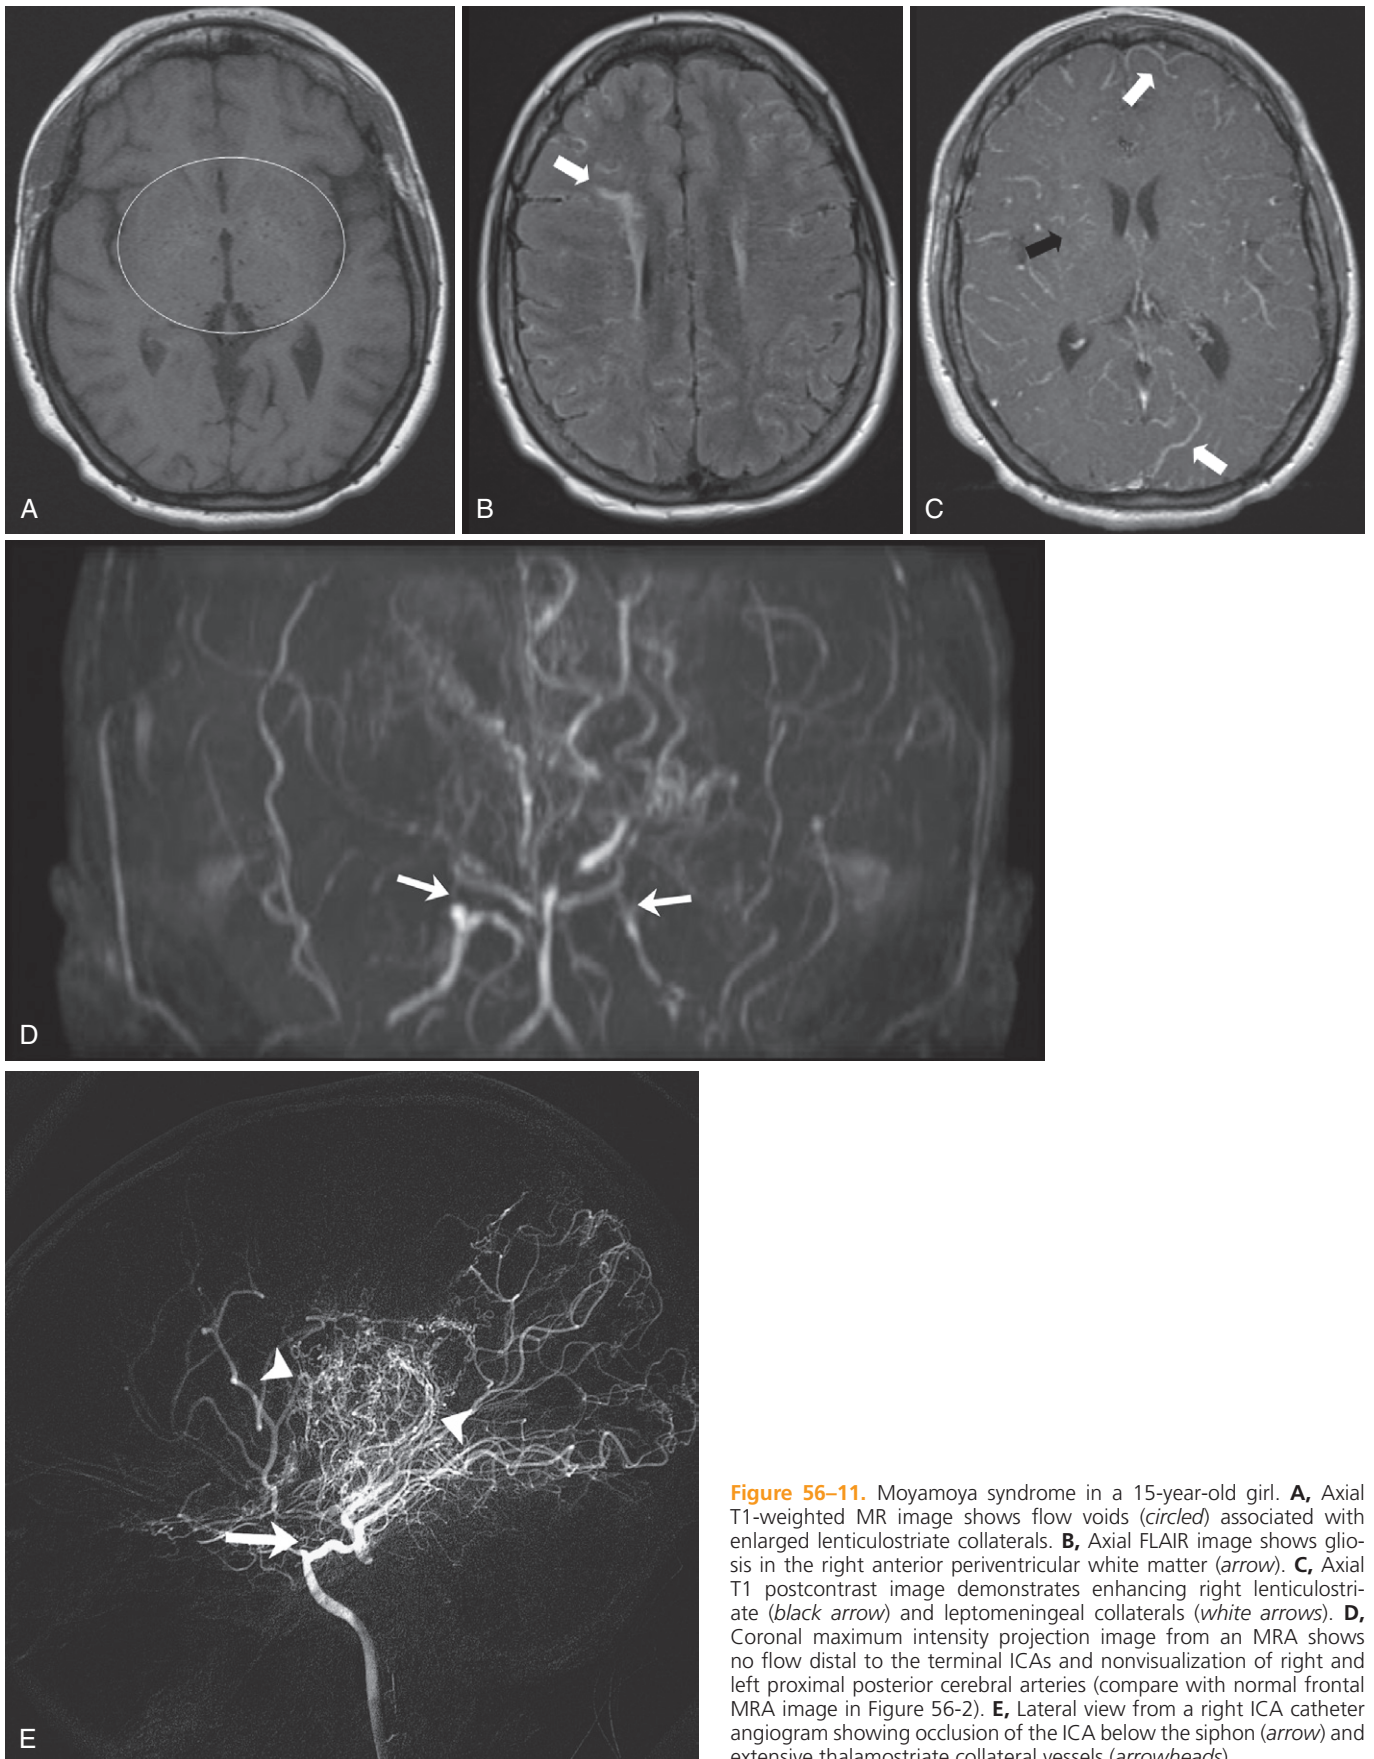 A
B
C
D
E
Figure 56–11. Moyamoya syndrome in a 15-year-old girl. A, Axial
T1-weighted MR image shows flow voids (circled) associated with
enlarged lenticulostriate collaterals. B, Axial FLAIR image shows glio-
sis in the right anterior periventricular white matter (arrow). C, Axial
T1 postcontrast image demonstrates enhancing right lenticulostri-
ate (black arrow) and leptomeningeal collaterals (white arrows). D,
Coronal maximum intensity projection image from an MRA shows
no flow distal to the terminal ICAs and nonvisualization of right and
left proximal posterior cerebral arteries (compare with normal frontal
MRA image in Figure 56-2). E, Lateral view from a right ICA catheter
angiogram showing occlusion of the ICA below the siphon (arrow) and
extensive thalamostriate collateral vessels (arrowheads).